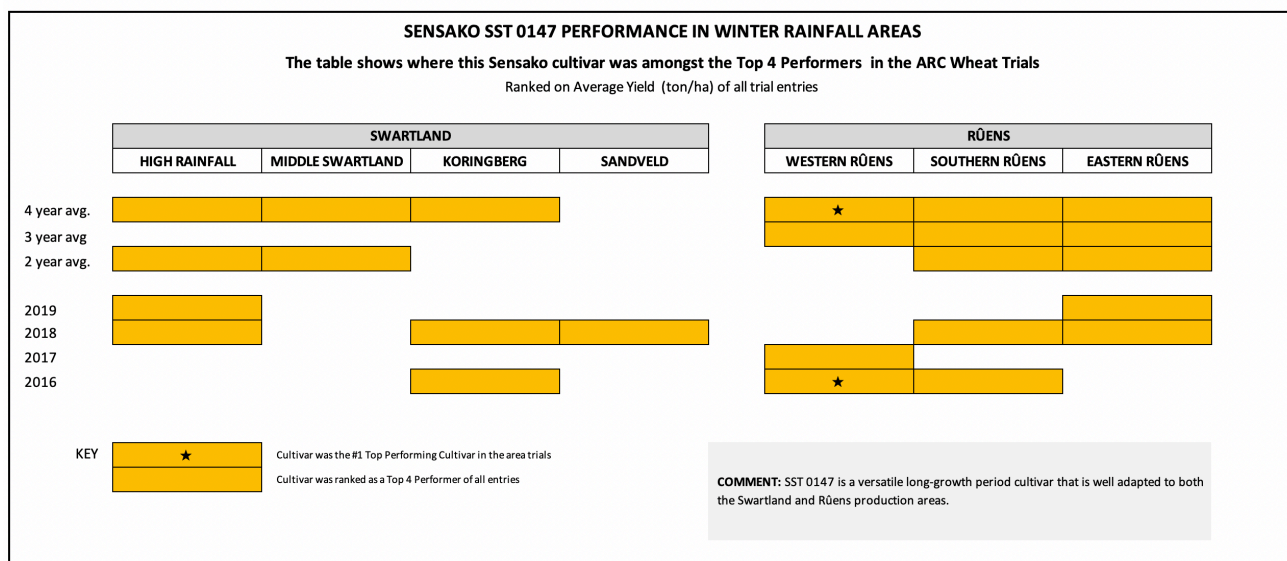 SENSAKO SST 0147 PERFORMANCE IN WINTER RAINFALL AREAS
The table shows where this Sensako cultivar was amongst the Top 4 Performers in the ARC Wheat Trials
Ranked on Average Yield (ton/ha) of all trial entries
SWARTLAND RÛENS
HIGH RAINFALL MIDDLE SWARTLAND KORINGBERG SANDVELD WESTERN RÛENS SOUTHERN RÛENS EASTERN RÛENS
4 year avg. ★
3 year avg
2 year avg.
2019
2018
2017
2016 ★
KEY ★ Cultivar was the #1 Top Performing Cultivar in the area trials
Cultivar was ranked as a Top 4 Performer of all entries
COMMENT: SST 0147 is a versatile long-growth period cultivar that is well adapted to both
the Swartland and Rûens production areas.